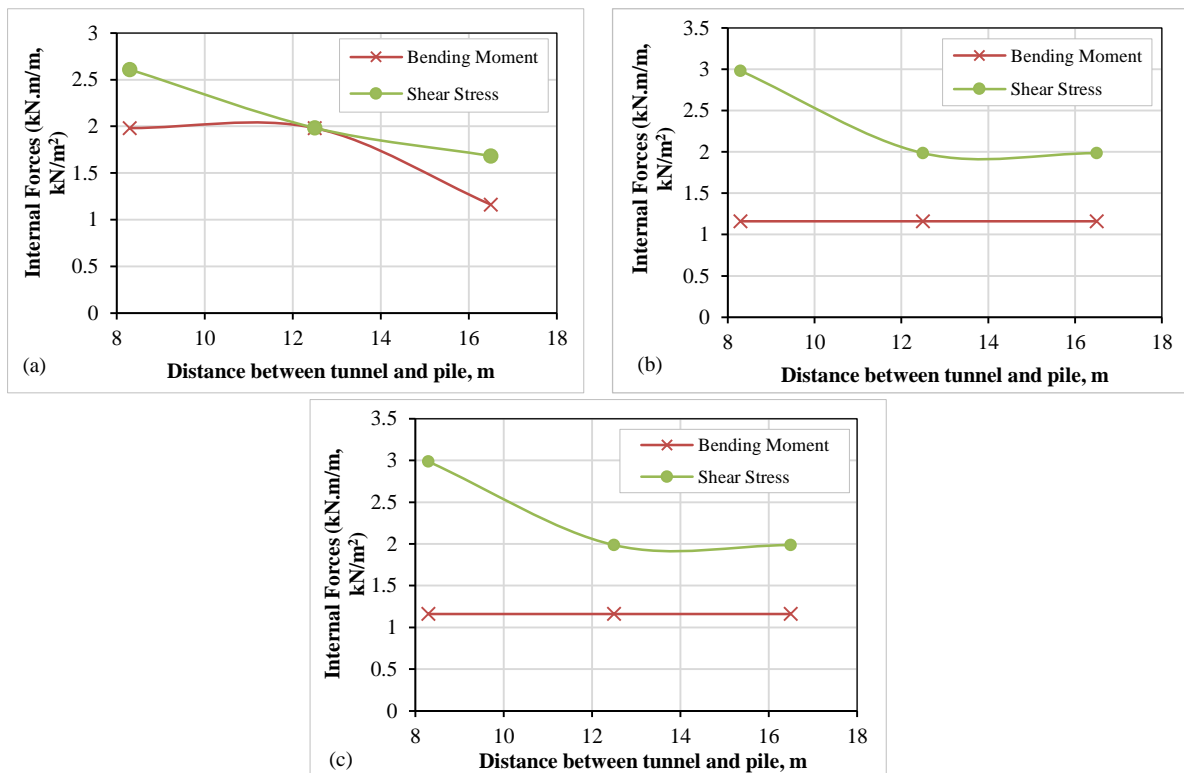 3
2.5
2
1.5
1
0.5
0
8 10 12 14 16 18
Internal Forces (kN.m/m,
kN/m²)
Bending Moment
Shear Stress
(a)
Distance between tunnel and pile, m
3.5
3
2.5
2
1.5
1
0.5
0
8 10 12 14 16 18
Internal Forces (kN.m/m,
kN/m²)
Bending Moment
Shear Stress
(b)
Distance between tunnel and pile, m
3.5
3
2.5
2
1.5
1
0.5
0
8 10 12 14 16 18
Internal Forces (kN.m/m,
kN/m²)
Bending Moment
Shear Stress
(c)
Distance between tunnel and pile, m